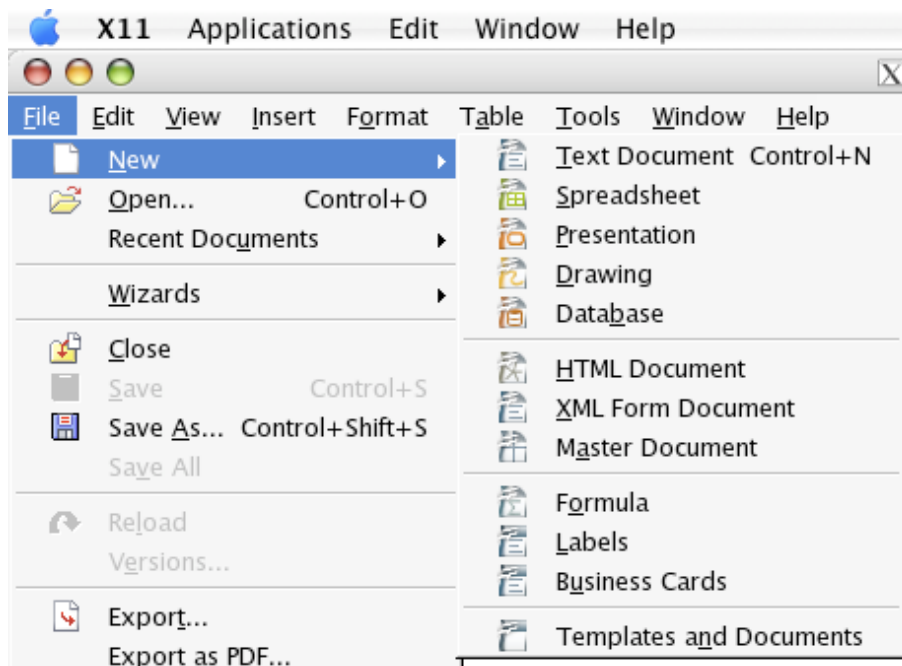 X11 Applications Edit Window Help
X
File Edit View Insert Format Table Tools Window Help
New
Open... Control+O
Recent Documents
Wizards
Close
Save Control+S
Save As... Control+Shift+S
Save All
Reload
Versions...
Export...
Export as PDF...
Text Document Control+N
Spreadsheet
Presentation
Drawing
Database
HTML Document
XML Form Document
Master Document
Formula
Labels
Business Cards
Templates and Documents